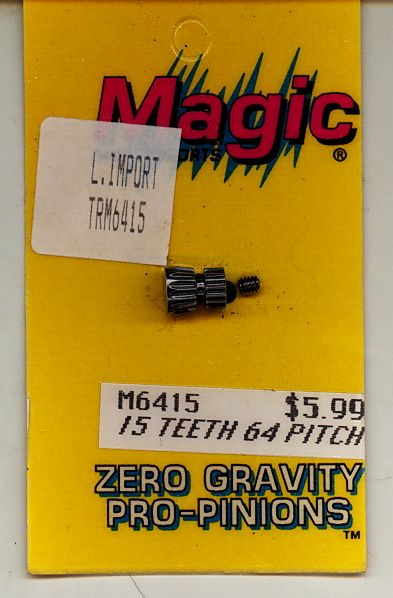 Magic
®
L.IMPORT
TRM6415
M6415 $5.99
15 TEETH 64 PITCH
ZERO GRAVITY
PRO-PINIONS
TM